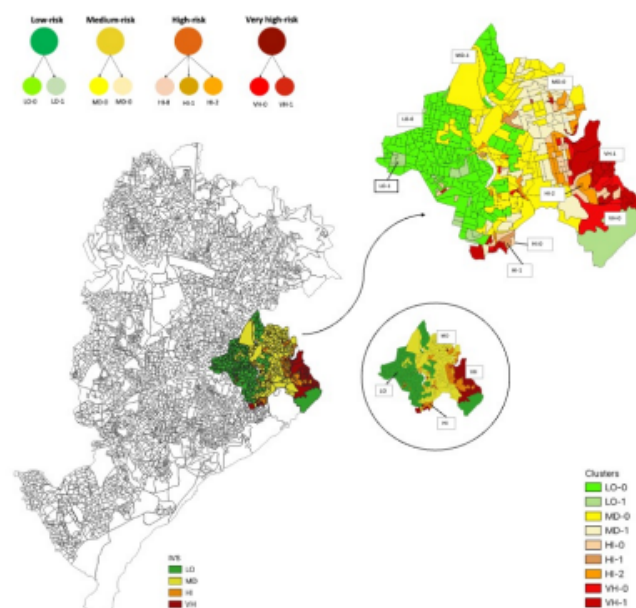 Low-risk
Medium-risk
High-risk
Very high-risk
LO-0
LO-1
MD-0
MD-0
HI-0
HI-1
HI-2
VH-0
VH-1
MD-1
MD-0
LO-0
VH-1
LO-1
HI-2
VH-0
HI-0
HI-1
MD
LO
VH
HI
IVS
LO
MD
HI
VH
Clusters
LO-0
LO-1
MD-0
MD-1
HI-0
HI-1
HI-2
VH-0
VH-1